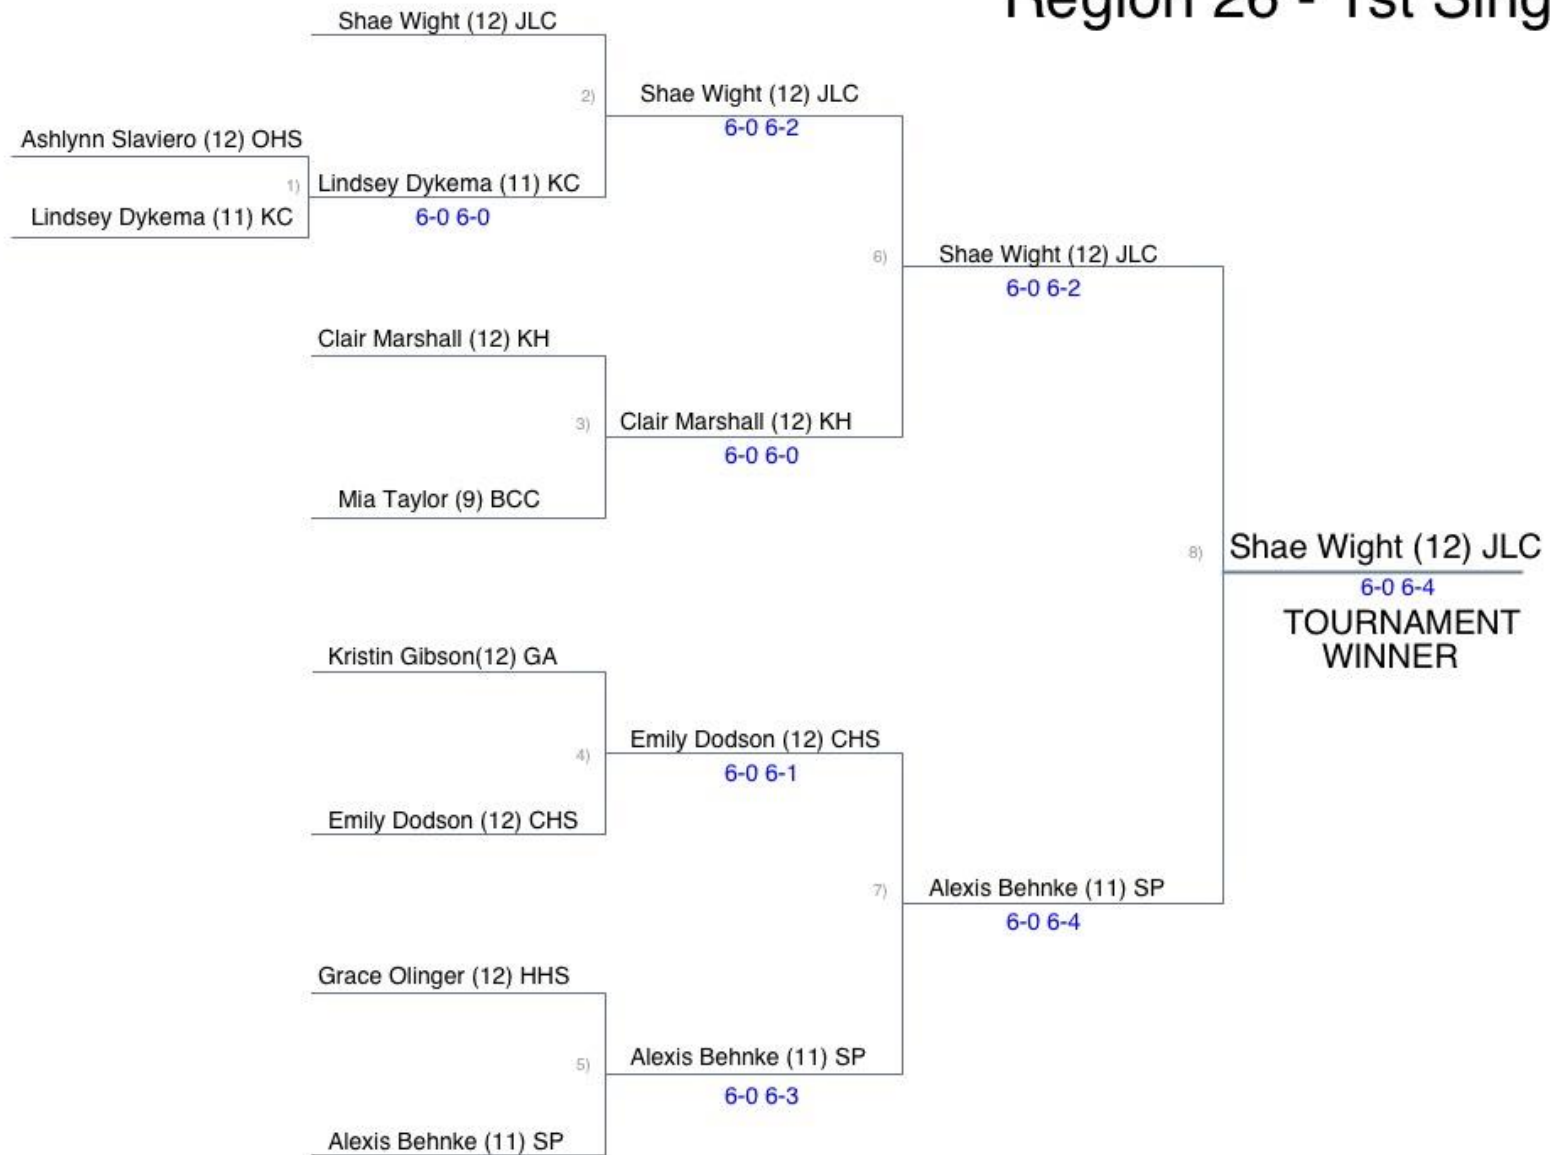 Region 26 - 1st Sing
Shae Wight (12) JLC
2)
Shae Wight (12) JLC
6-0 6-2
Ashlynn Slaviero (12) OHS
1)
Lindsey Dykema (11) KC
6-0 6-0
Lindsey Dykema (11) KC
6)
Shae Wight (12) JLC
6-0 6-2
Clair Marshall (12) KH
3)
Clair Marshall (12) KH
6-0 6-0
Mia Taylor (9) BCC
8)
Shae Wight (12) JLC
6-0 6-4
TOURNAMENT
WINNER
Kristin Gibson(12) GA
4)
Emily Dodson (12) CHS
6-0 6-1
Emily Dodson (12) CHS
7)
Alexis Behnke (11) SP
6-0 6-4
Grace Olinger (12) HHS
5)
Alexis Behnke (11) SP
6-0 6-3
Alexis Behnke (11) SP